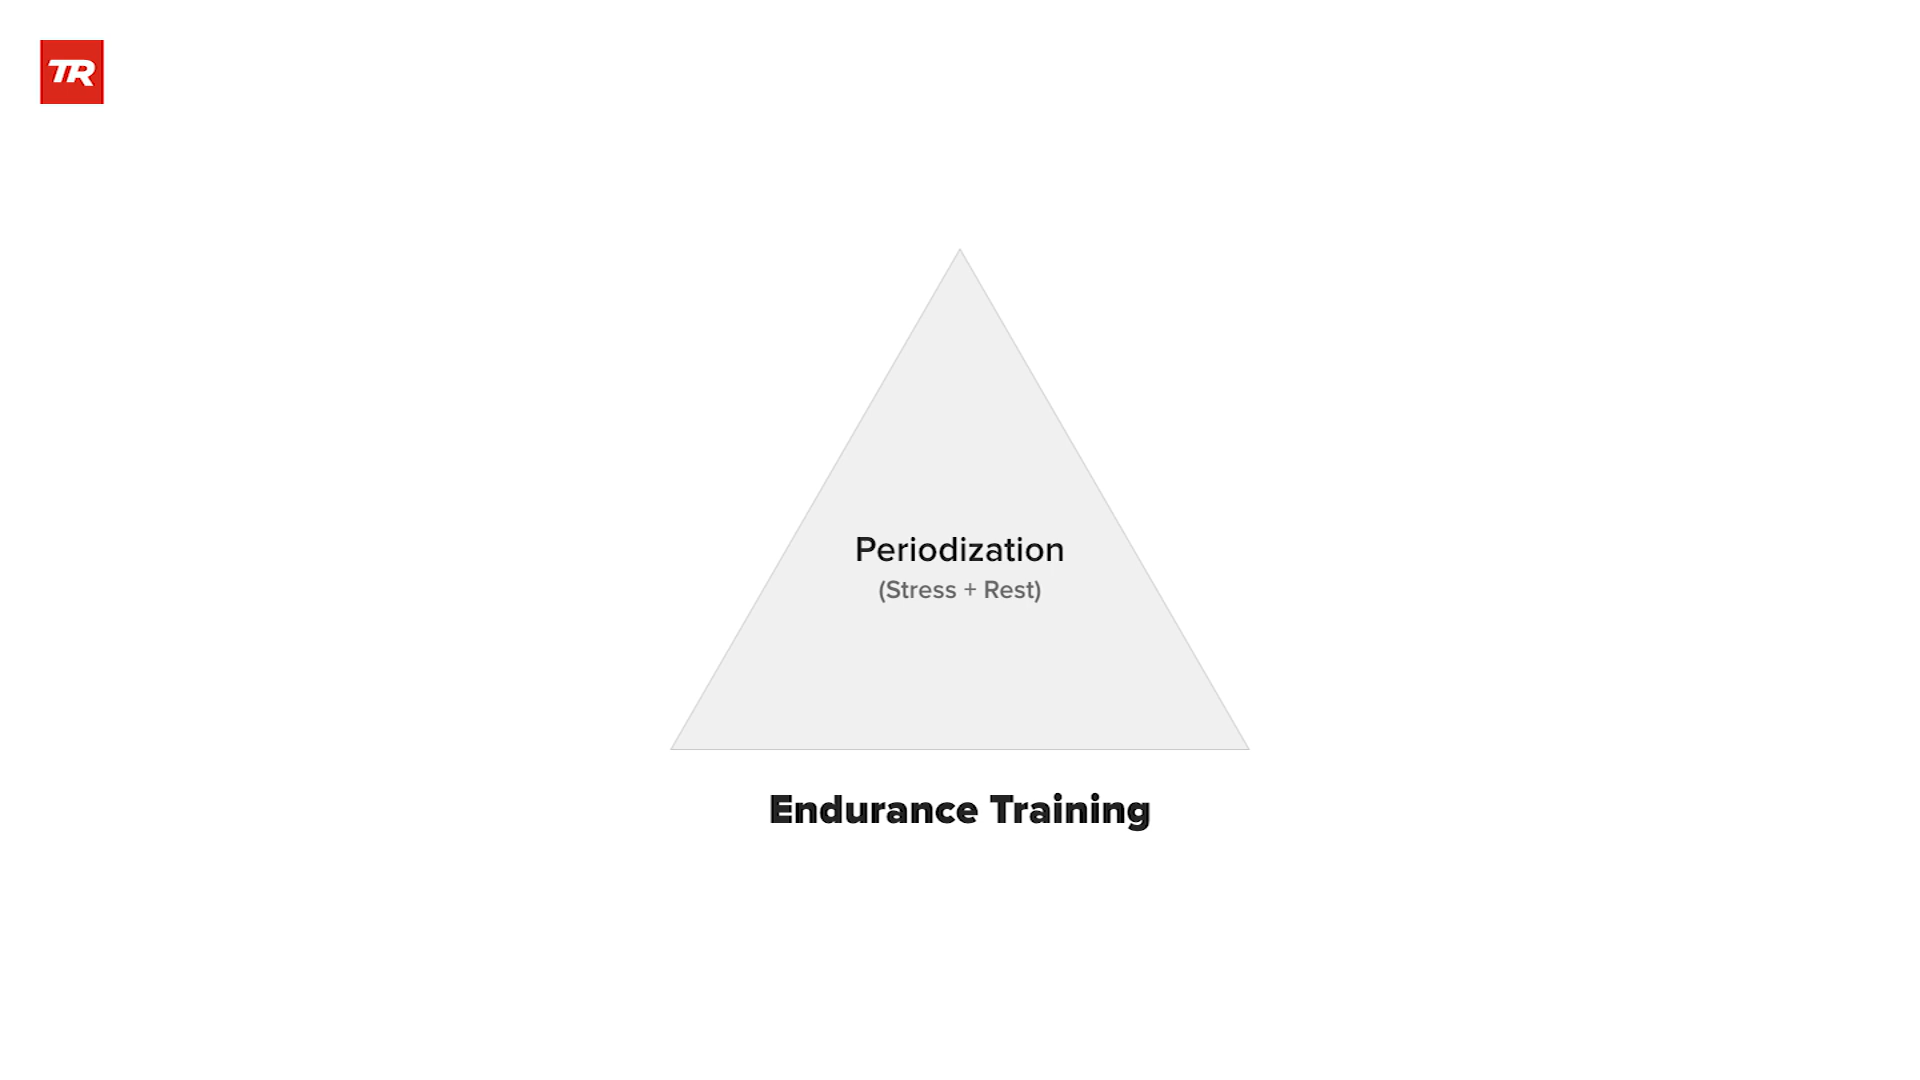 TR
Periodization
(Stress + Rest)
Endurance Training